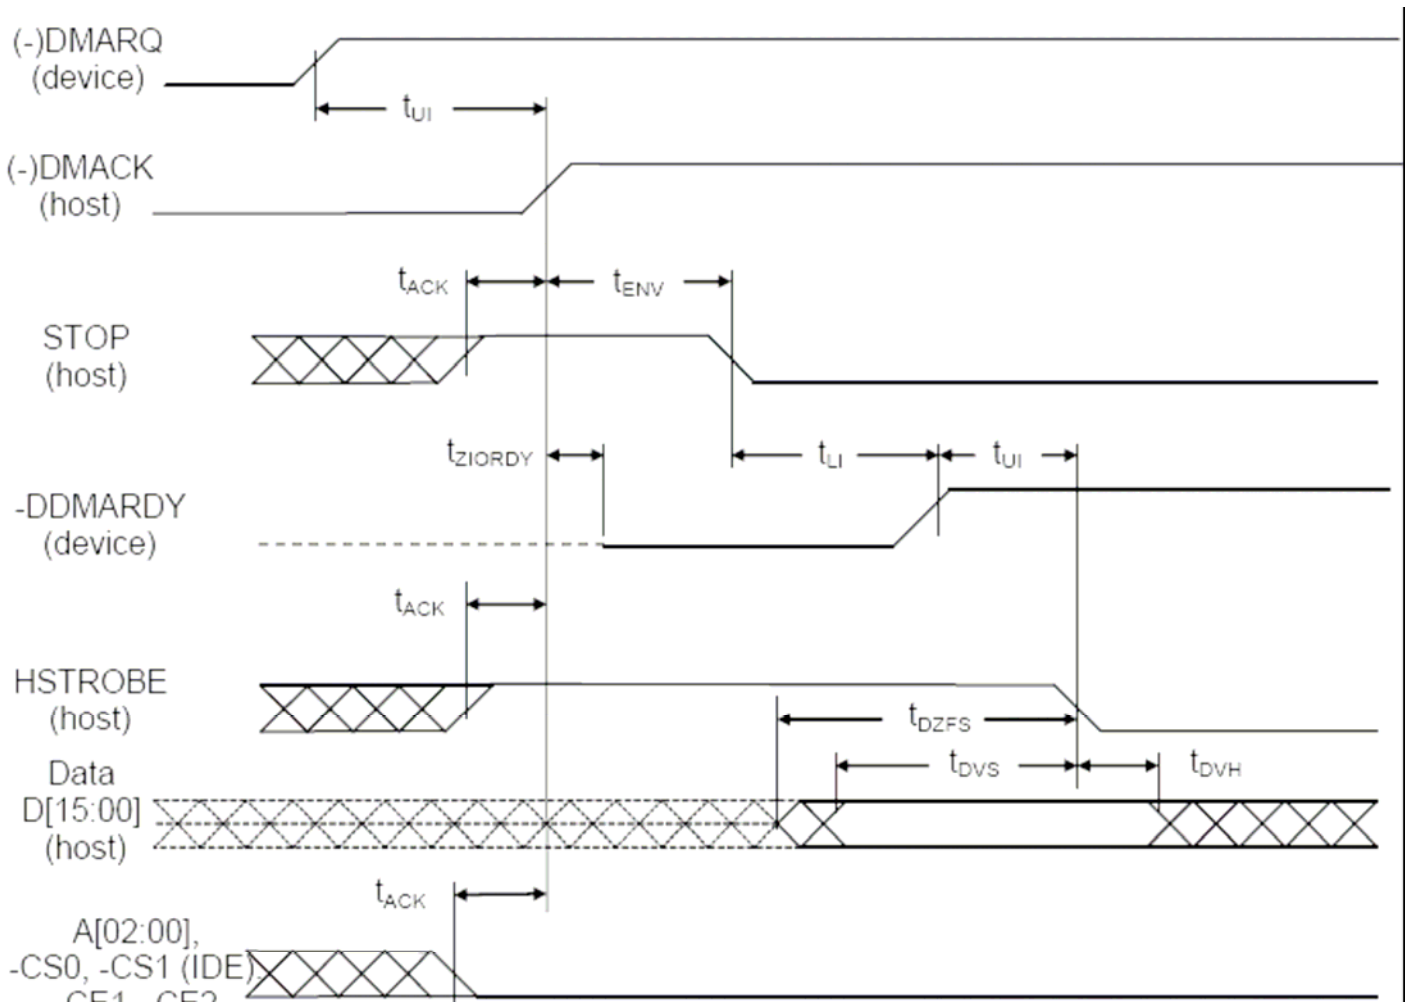 (-)DMARQ
(device)
tUI
(-)DMACK
(host)
tACK
tENV
STOP
(host)
tZIORDY
tLI
tUI
-DDMARDY
(device)
tACK
HSTROBE
(host)
tDZFS
tDVS
tDVH
Data
D[15:00]
(host)
tACK
A[02:00],
-CS0, -CS1 (IDE)